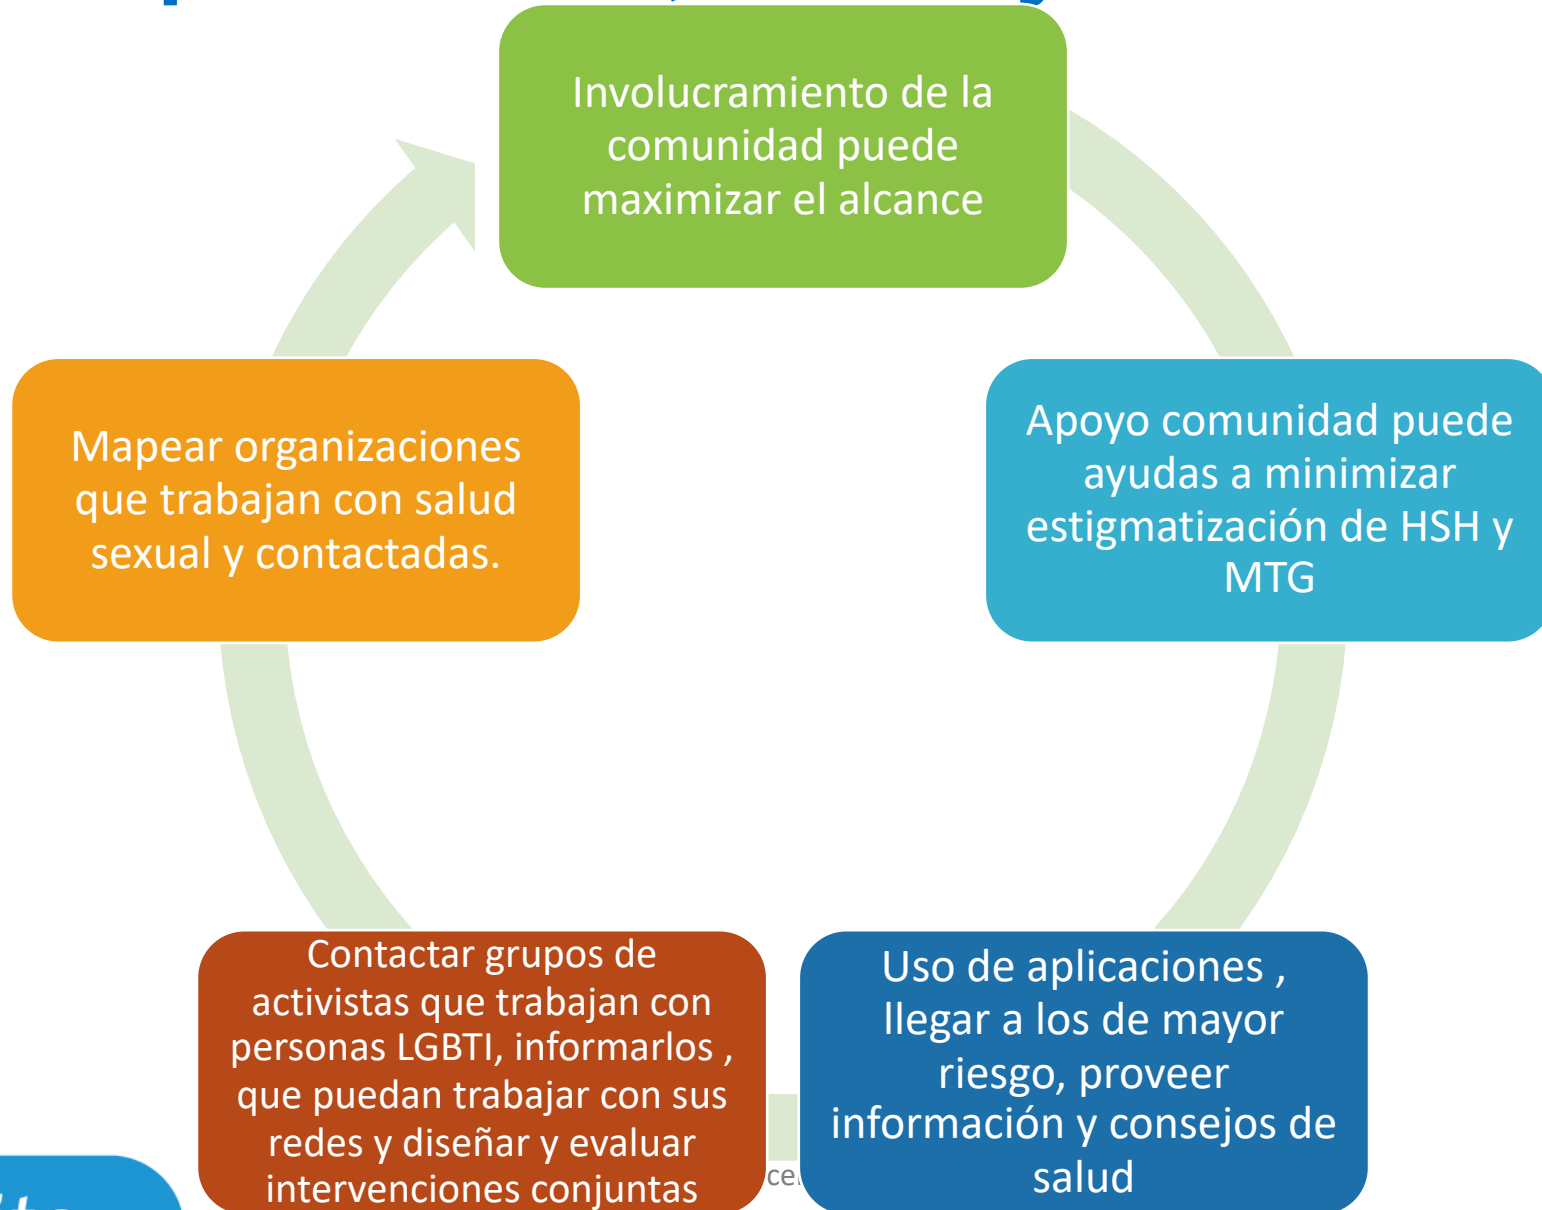 Involucramiento de la
comunidad puede
maximizar el alcance
Apoyo comunidad puede
ayudas a minimizar
estigmatización de HSH y
MTG
Uso de aplicaciones ,
llegar a los de mayor
riesgo, proveer
información y consejos de
salud
Contactar grupos de
activistas que trabajan con
personas LGBTI, informarlos ,
que puedan trabajar con sus
redes y diseñar y evaluar
intervenciones conjuntas
Mapear organizaciones
que trabajan con salud
sexual y contactadas.